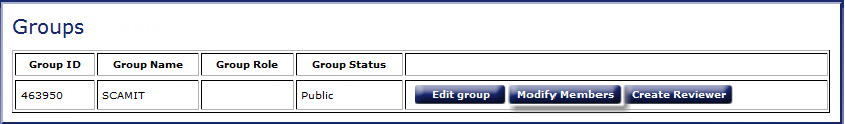 Groups
Group ID Group Name Group Role Group Status
463950 SCAMIT Public Edit group Modify Members Create Reviewer